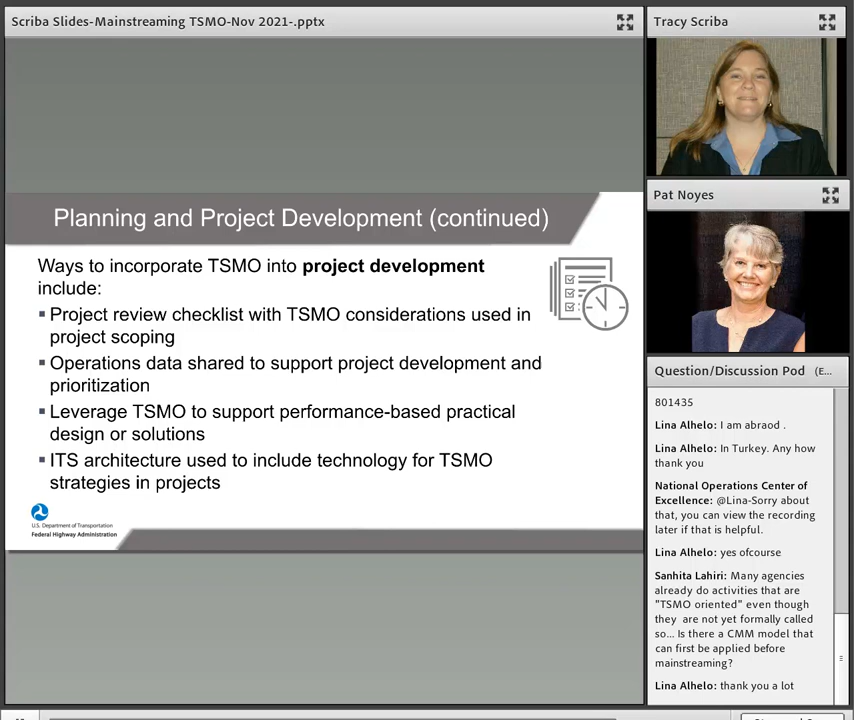 Scriba Slides-Mainstreaming TSMO-Nov 2021-.pptx
Planning and Project Development (continued)
Ways to incorporate TSMO into project development
include:
▪ Project review checklist with TSMO considerations used in
project scoping
▪ Operations data shared to support project development and
prioritization
▪ Leverage TSMO to support performance-based practical
design or solutions
▪ ITS architecture used to include technology for TSMO
strategies in projects
U.S. Department of Transportation
Federal Highway Administration
Tracy Scriba
Pat Noyes
Question/Discussion Pod (E...
801435
Lina Alhelo: I am abraod .
Lina Alhelo: In Turkey. Any how
thank you
National Operations Center of
Excellence: @Lina-Sorry about
that, you can view the recording
later if that is helpful.
Lina Alhelo: yes ofcourse
Sanhita Lahiri: Many agencies
already do activities that are
"TSMO oriented" even though
they are not yet formally called
so... Is there a CMM model that
can first be applied before
mainstreaming?
Lina Alhelo: thank you a lot